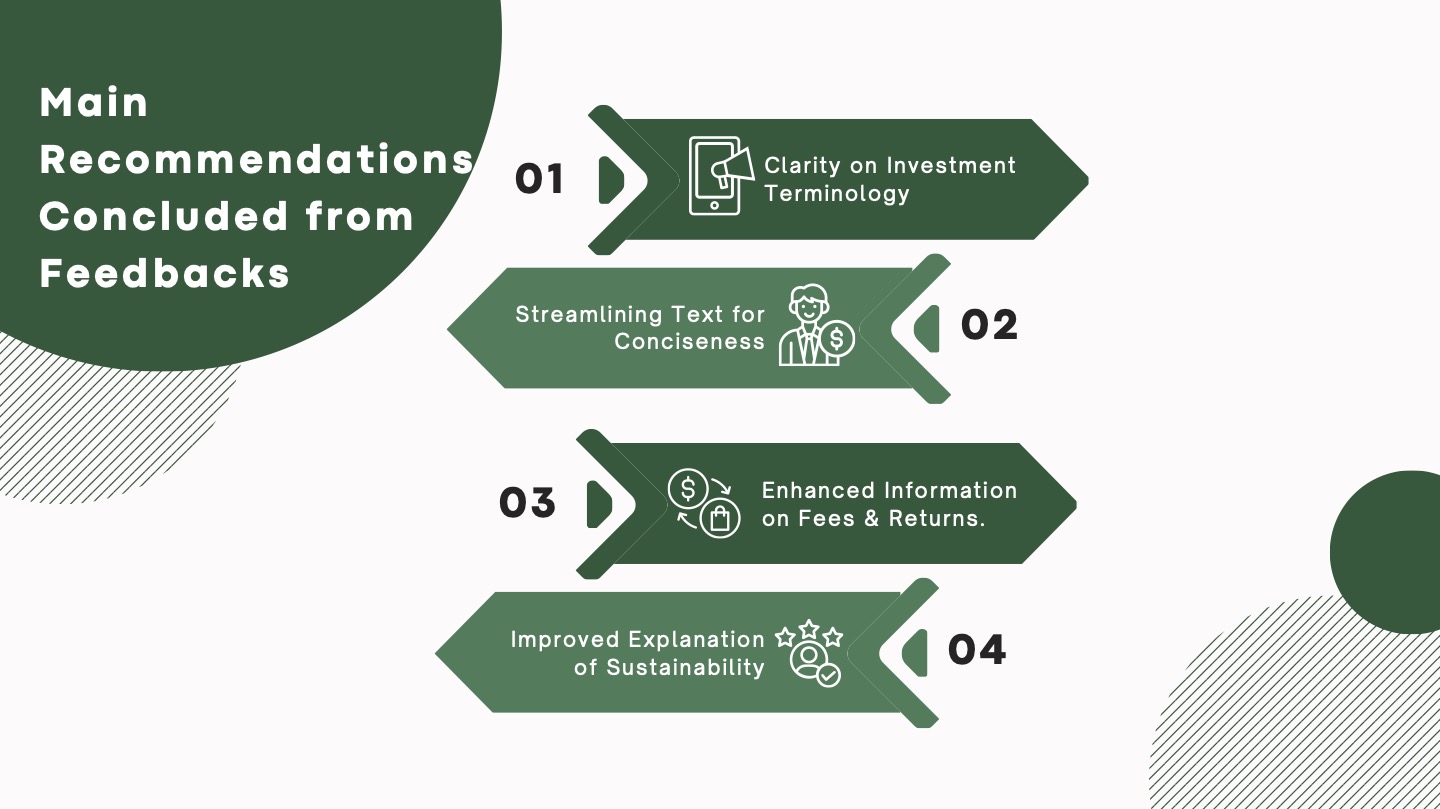 Main
Recommendations
Concluded from
Feedbacks
01
Clarity on Investment
Terminology
Streamlining Text for
Conciseness
$
02
03
$
Enhanced Information
on Fees & Returns.
Improved Explanation
of Sustainability
04